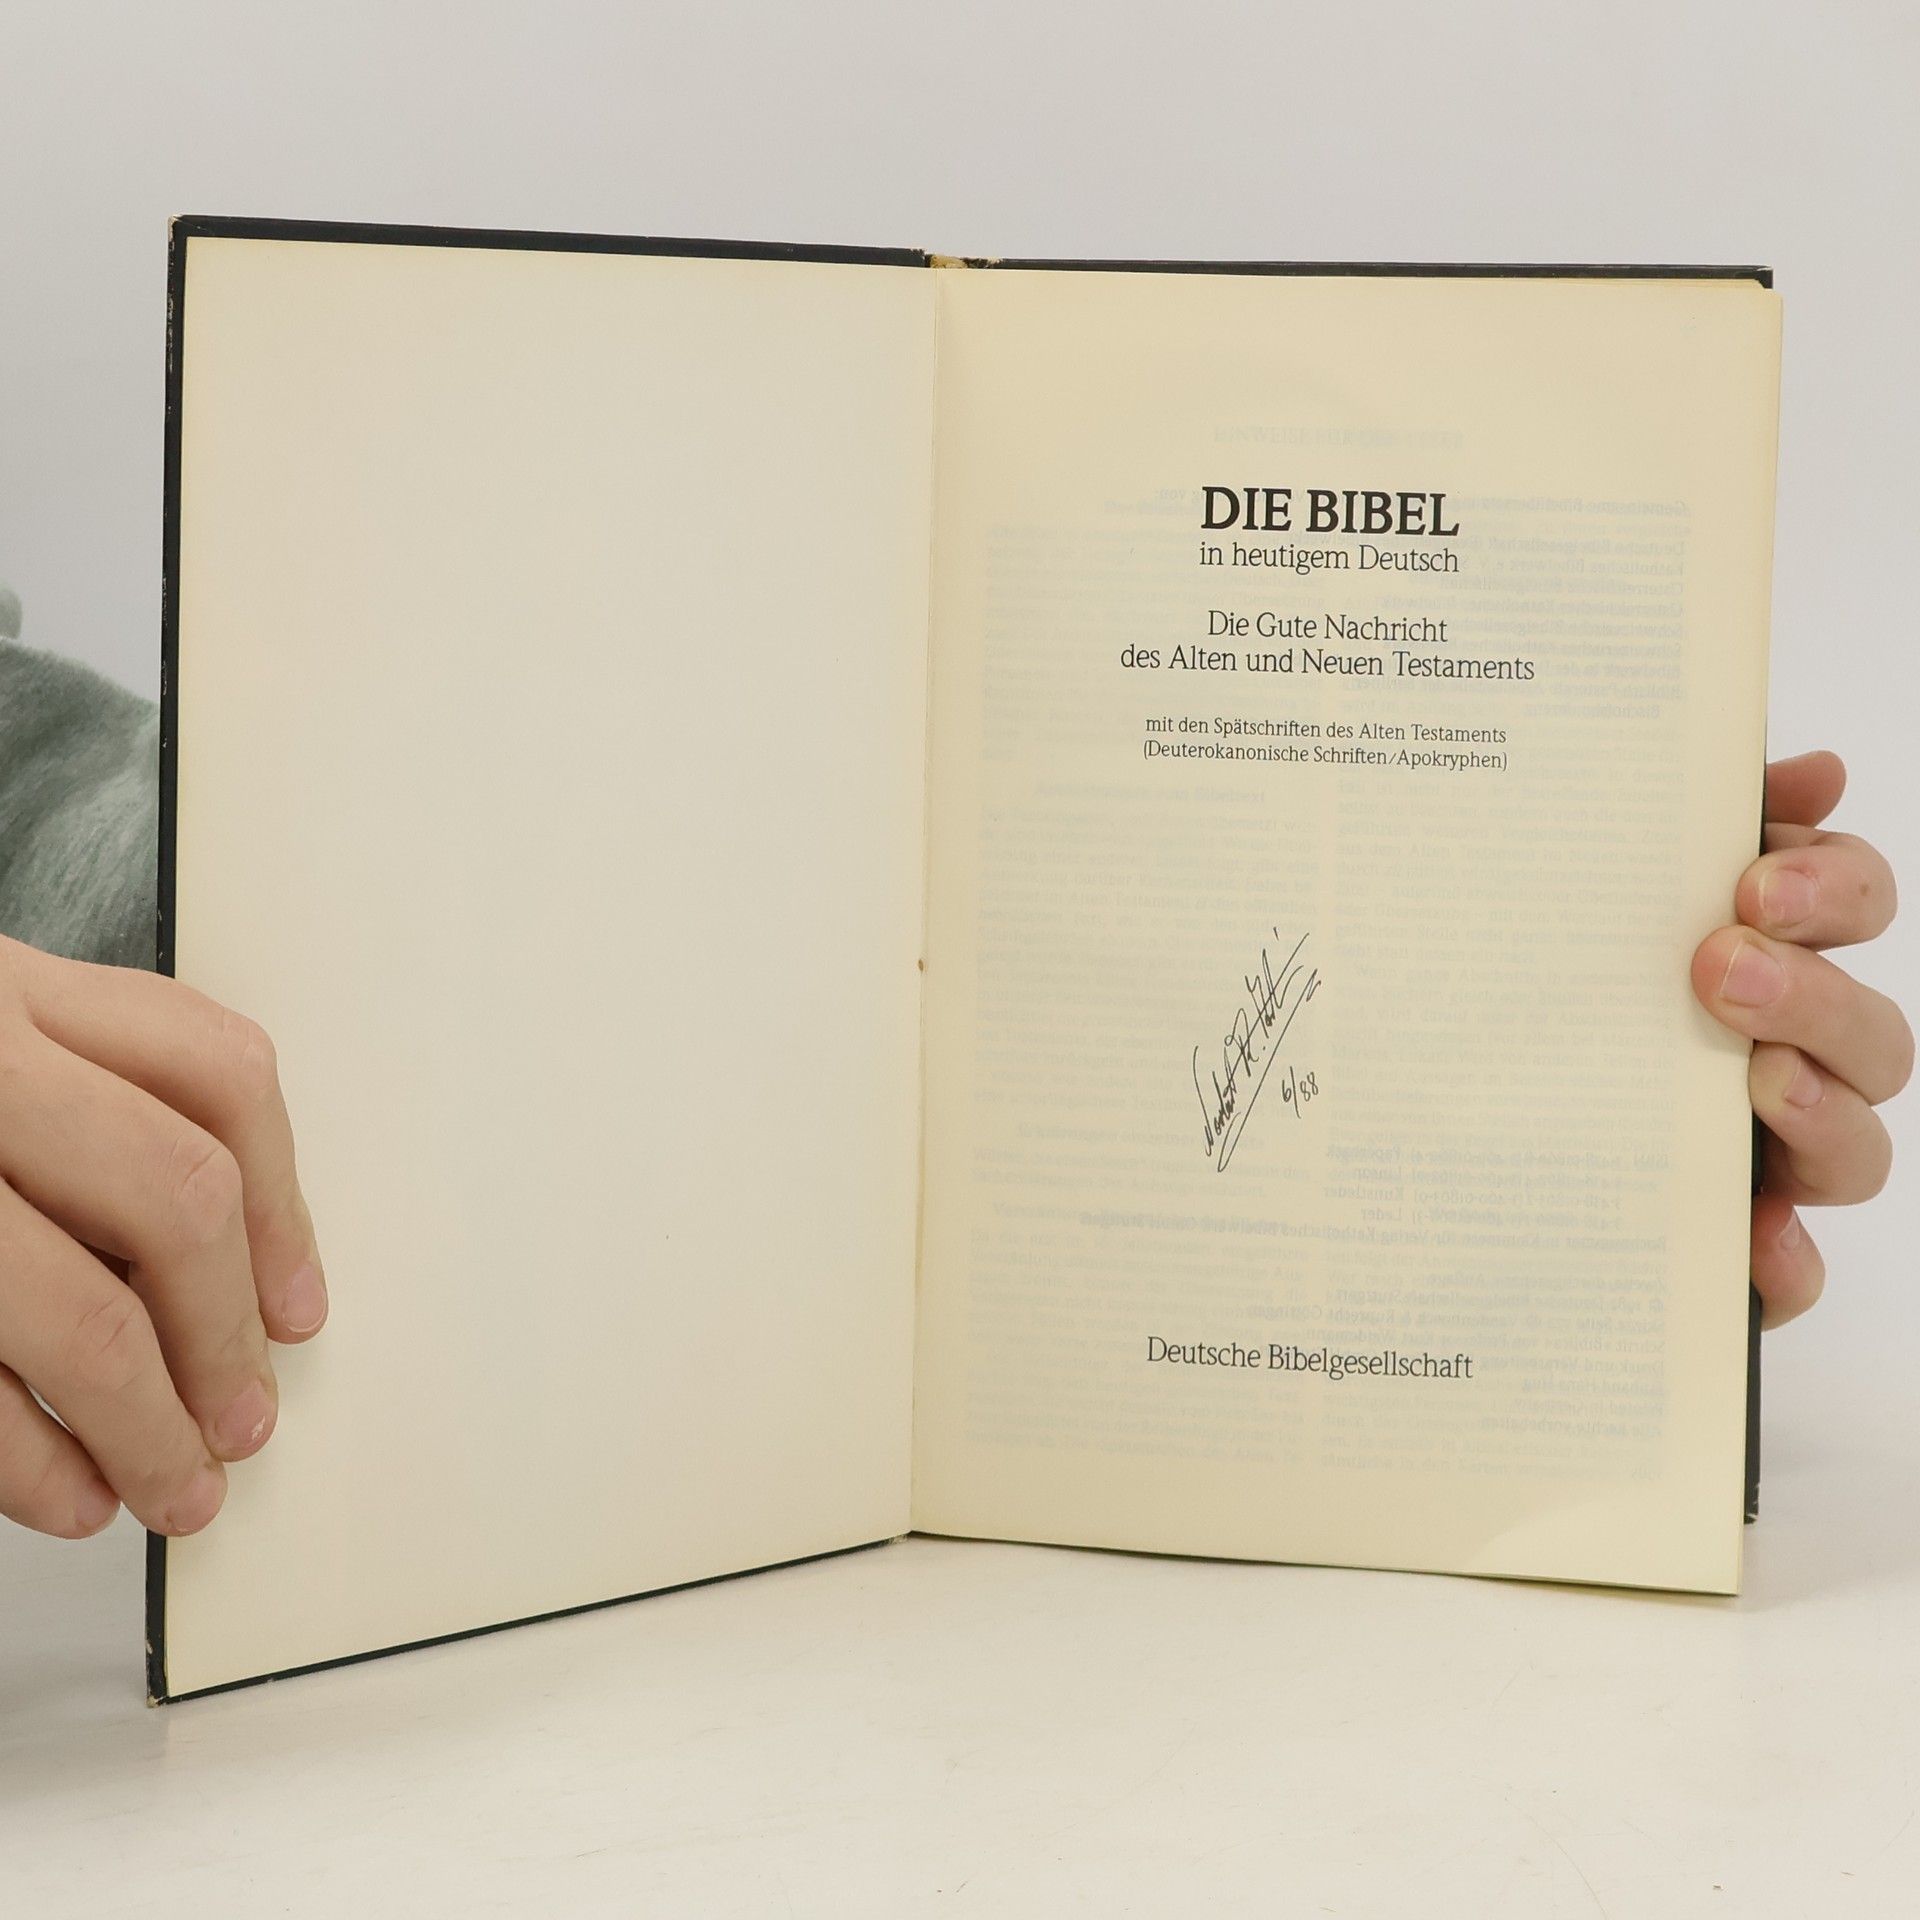 DIE BIBEL
in heutigem Deutsch
Die Gute Nachricht
des Alten und Neuen Testaments
mit den Spätschriften des Alten Testaments
(Deuterokanonische Schriften/Apokryphen)
6/88
Deutsche Bibelgesellschaft